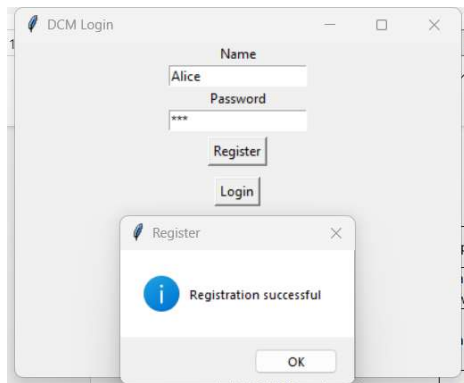 DCM Login
Name
Alice
Password
***
Register
Login
Register
Registration successful
OK